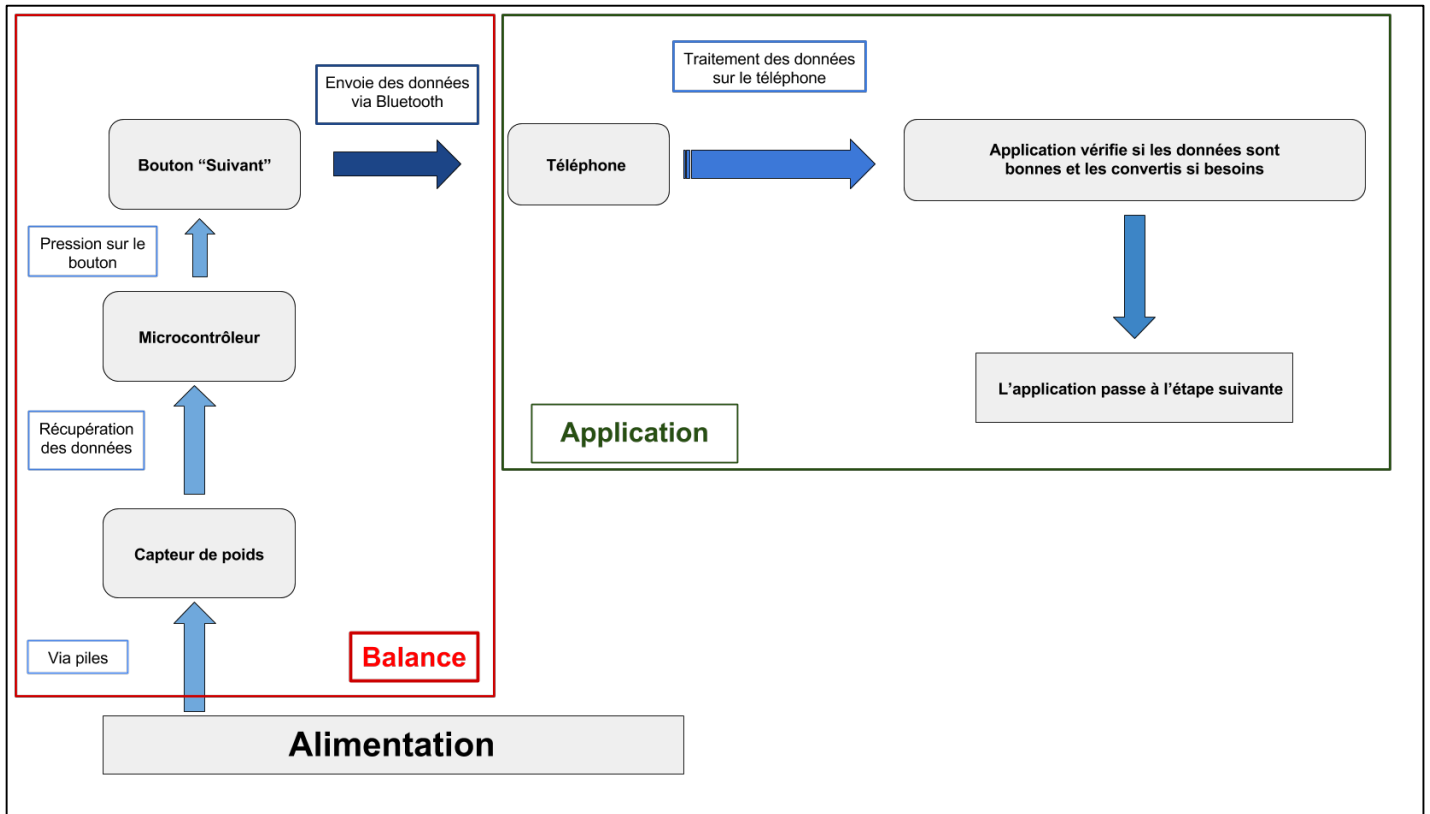 Envoie des données
via Bluetooth
Bouton “Suivant”
Pression sur le
bouton
Microcontrôleur
Récupération
des données
Capteur de poids
Via piles
Balance
Alimentation
Traitement des données
sur le téléphone
Téléphone
Application vérifie si les données sont
bonnes et les convertis si besoins
L’application passe à l’étape suivante
Application